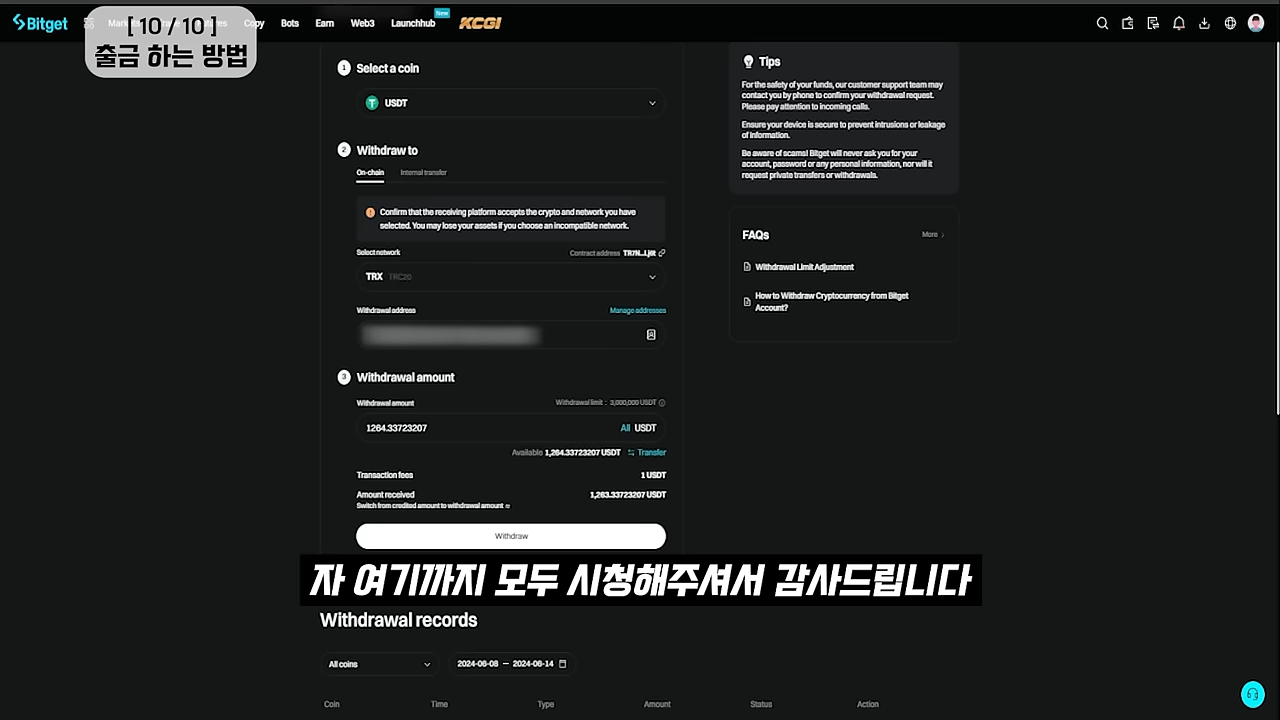 Bitget
Markets
Futures
Copy
Bots
Earn
Web3
Launchhub
New
KCGI
[ 10 / 10 ]
출금 하는 방법
1 Select a coin
USDT
2 Withdraw to
On-chain
Internal transfer
Confirm that the receiving platform accepts the crypto and network you have
selected. You may lose your assets if you choose an incompatible network.
Select network
Contract address TR7N...Lj6t
TRX TRC20
Withdrawal address
Manage addresses
3 Withdrawal amount
Withdrawal amount
Withdrawal limit : 3,000,000 USDT
1264.33723207
All USDT
Available 1,264.33723207 USDT Transfer
Transaction fees
1 USDT
Amount received
1,263.33723207 USDT
Switch from credited amount to withdrawal amount
Withdraw
자 여기까지 모두 시청해주셔서 감사드립니다
Tips
For the safety of your funds, our customer support team may
contact you by phone to confirm your withdrawal request.
Please pay attention to incoming calls.
Ensure your device is secure to prevent intrusions or leakage
of information.
Be aware of scams! Bitget will never ask you for your
account, password or any personal information, nor will it
request private transfers or withdrawals.
FAQs
More
Withdrawal Limit Adjustment
How to Withdraw Cryptocurrency from Bitget
Account?
Withdrawal records
All coins
2024-06-08 – 2024-06-14
Coin
Time
Type
Amount
Status
Action